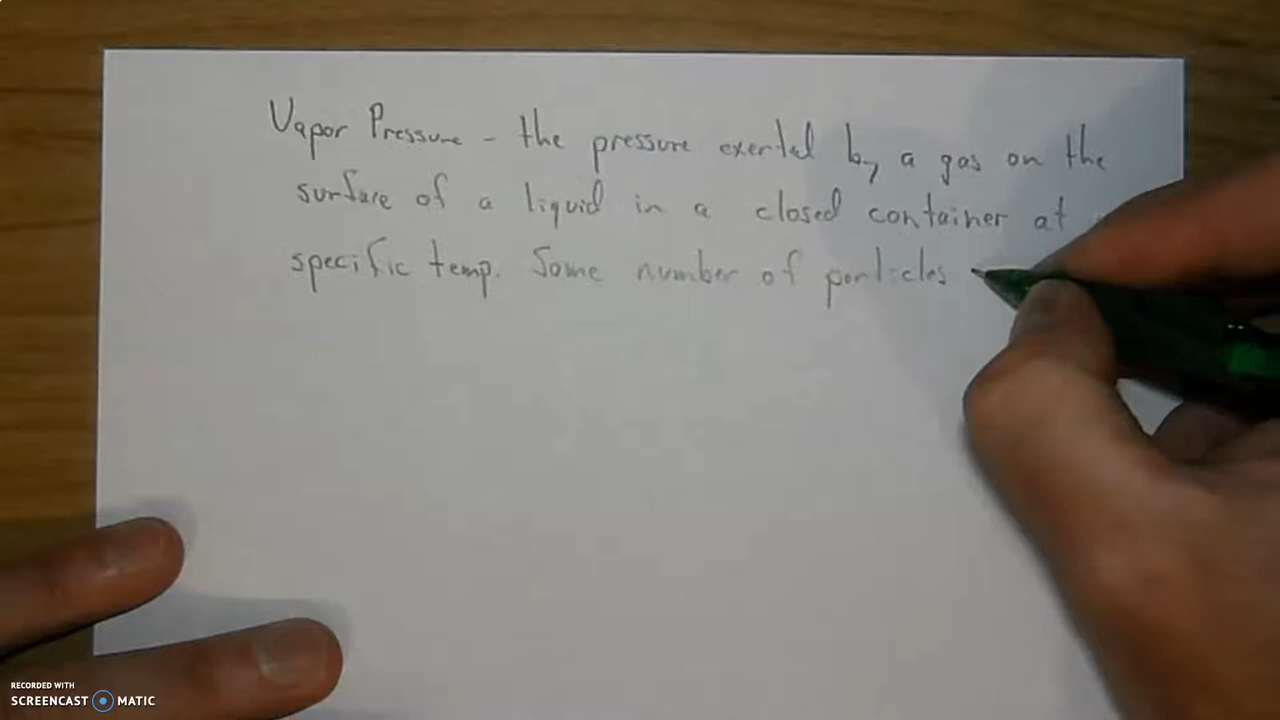 Vapor Pressure - the pressure exerted by a gas on the
surface of a liquid in a closed container at
specific temp. Some number of particles
RECORDED WITH
SCREENCAST MATIC